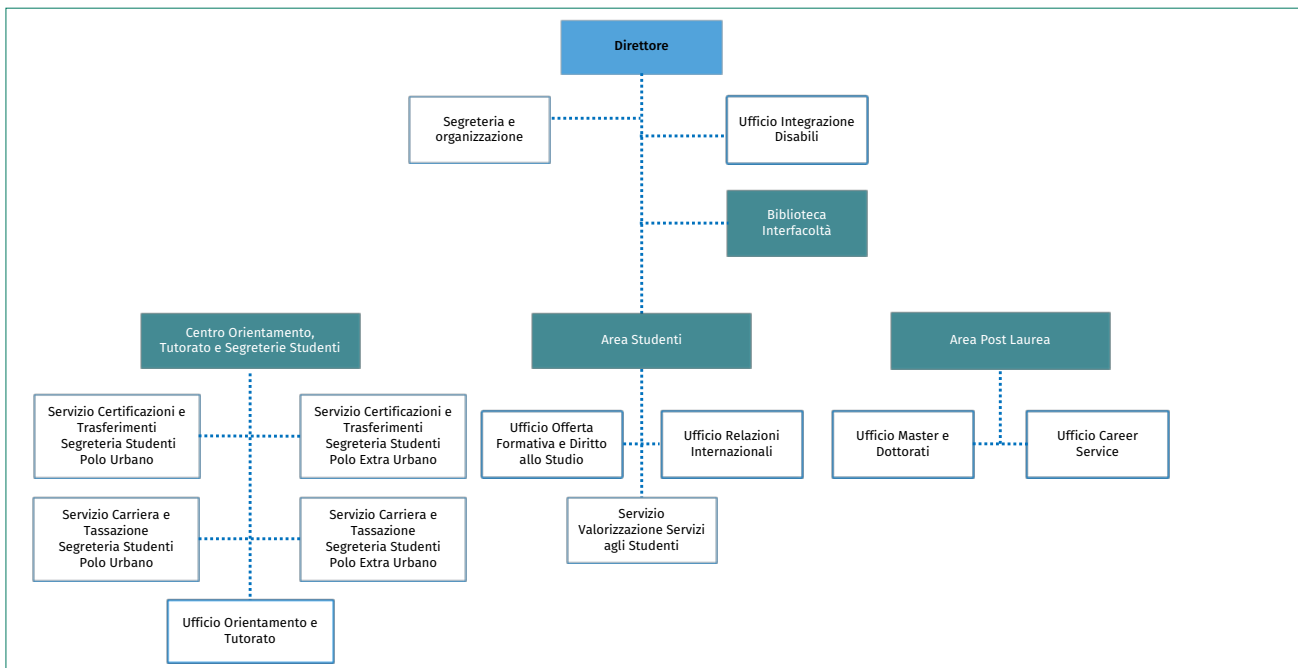 Direttore
Segreteria e
organizzazione
Ufficio Integrazione
Disabili
Biblioteca
Interfacoltà
Centro Orientamento,
Tutorato e Segreterie Studenti
Area Studenti
Area Post Laurea
Servizio Certificazioni e
Trasferimenti
Segreteria Studenti
Polo Urbano
Servizio Certificazioni e
Trasferimenti
Segreteria Studenti
Polo Extra Urbano
Ufficio Offerta
Formativa e Diritto
allo Studio
Ufficio Relazioni
Internazionali
Ufficio Master e
Dottorati
Ufficio Career
Service
Servizio Carriera e
Tassazione
Segreteria Studenti
Polo Urbano
Servizio Carriera e
Tassazione
Segreteria Studenti
Polo Extra Urbano
Servizio
Valorizzazione Servizi
agli Studenti
Ufficio Orientamento e
Tutorato